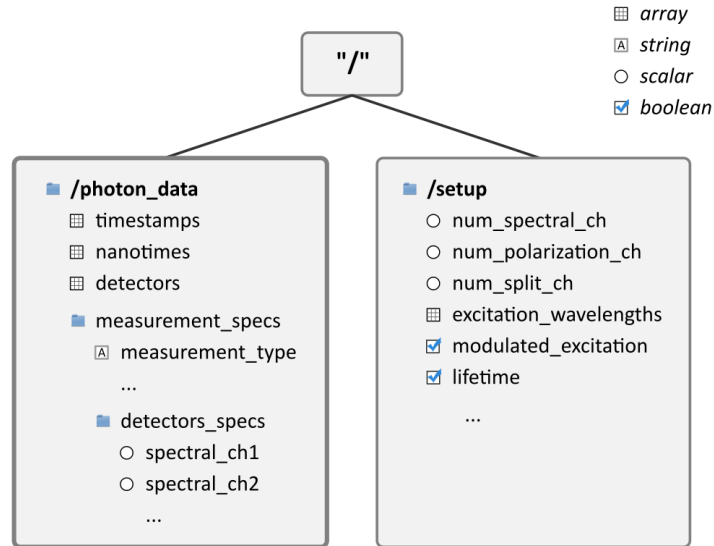 array
A string
scalar
boolean
"/"
/photon_data
timestamps
nanotimes
detectors
measurement_specs
A measurement_type
...
detectors_specs
spectral_ch1
spectral_ch2
...
/setup
num_spectral_ch
num_polarization_ch
num_split_ch
excitation_wavelengths
modulated_excitation
lifetime
...